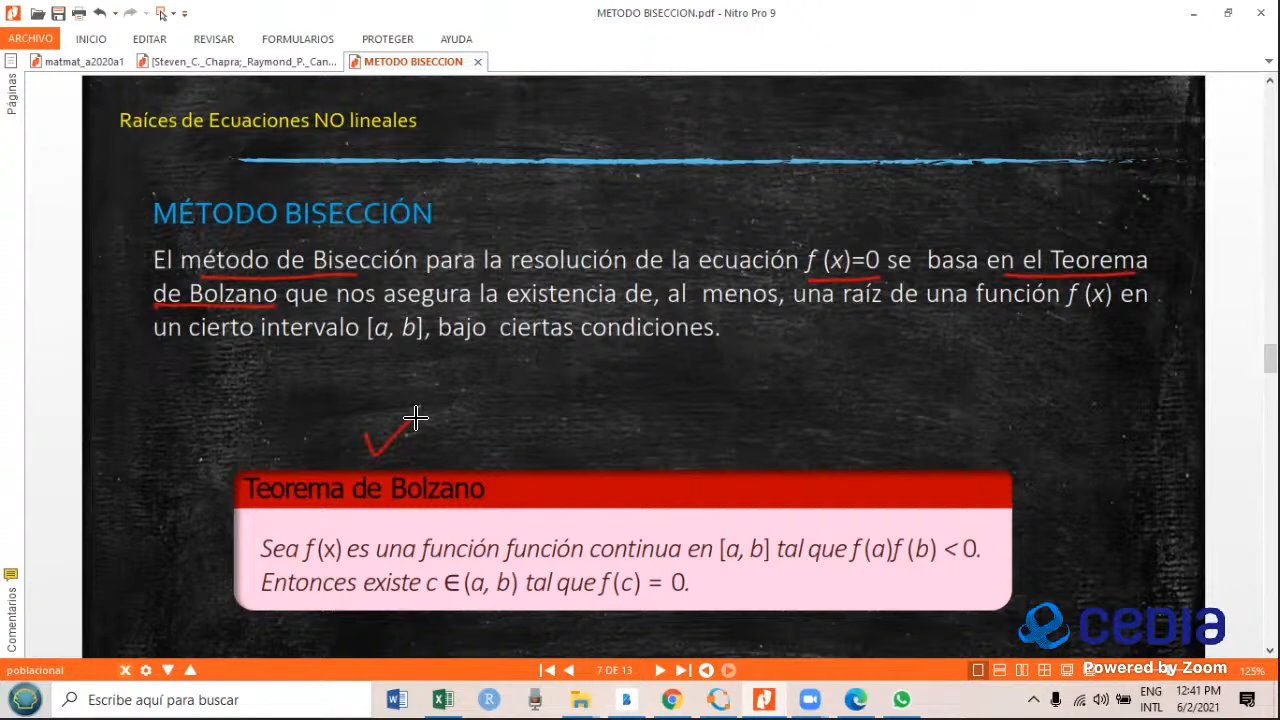 METODO BISECCION.pdf - Nitro Pro 9
ARCHIVO INICIO EDITAR REVISAR FORMULARIOS PROTEGER AYUDA
matmat_a2020a1 [Steven_C._Chapra;_Raymond_P._Can... METODO BISECCION
Páginas
Raíces de Ecuaciones NO lineales
MÉTODO BISECCIÓN
El método de Bisección para la resolución de la ecuación f (x)=0 se basa en el Teorema
de Bolzano que nos asegura la existencia de, al menos, una raíz de una función f (x) en
un cierto intervalo [a, b], bajo ciertas condiciones.
Teorema de Bolzano
Sea f (x) es una función función continua en [a, b] tal que f (a)f (b) < 0.
Entonces existe c ∈ (a, b) tal que f (c) = 0.
Comentarios
cedia
Powered by Zoom
poblacional 7 DE 13 125%
Escribe aquí para buscar
ENG 12:41 PM
INTL 6/2/2021